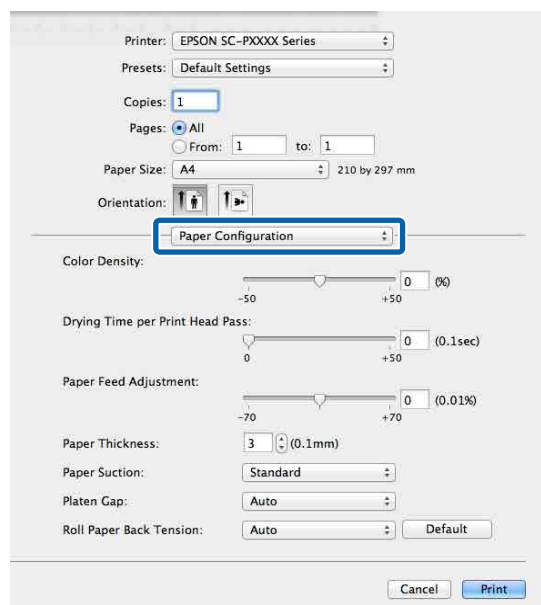 Printer: EPSON SC-PXXXX Series
Presets: Default Settings
Copies: 1
Pages: All
From: 1 to: 1
Paper Size: A4 210 by 297 mm
Orientation:
Paper Configuration
Color Density:
0 (%)
-50 +50
Drying Time per Print Head Pass:
0 (0.1sec)
0 +50
Paper Feed Adjustment:
0 (0.01%)
-70 +70
Paper Thickness: 3 (0.1mm)
Paper Suction: Standard
Platen Gap: Auto
Roll Paper Back Tension: Auto Default
Cancel Print